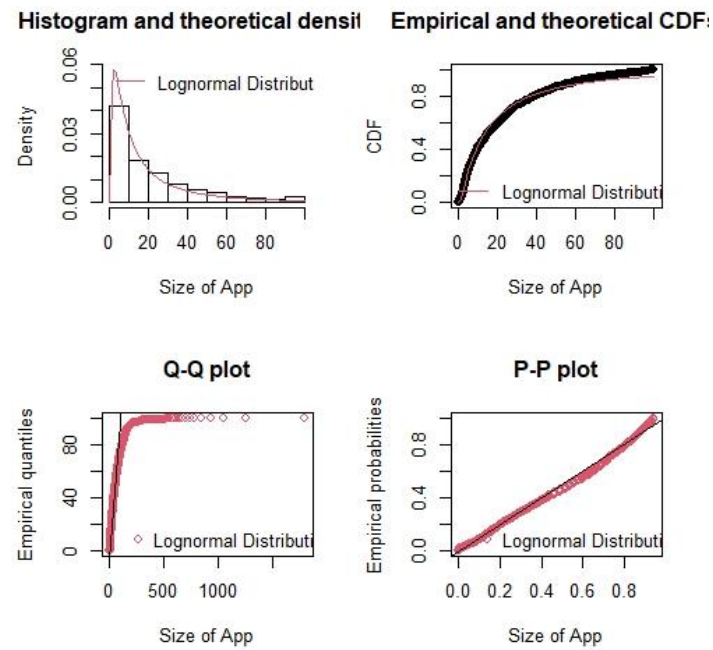 Histogram and theoretical densit
Empirical and theoretical CDFs
Density
0.00 0.03 0.06
Lognormal Distribut
0 20 40 60 80
Size of App
CDF
0.0 0.4 0.8
Lognormal Distributi
0 20 40 60 80
Size of App
Q-Q plot
P-P plot
Empirical quantiles
0 40 80
Lognormal Distributi
0 500 1000
Size of App
Empirical probabilities
0.0 0.4 0.8
Lognormal Distributi
0.0 0.2 0.4 0.6 0.8
Size of App